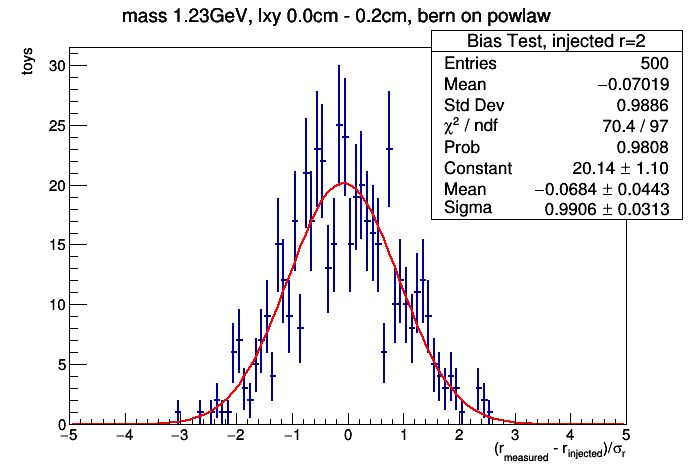 mass 1.23GeV, lxy 0.0cm - 0.2cm, bern on powlaw
Bias Test, injected r=2
Entries 500
Mean −0.07019
Std Dev 0.9886
χ² / ndf 70.4 / 97
Prob 0.9808
Constant 20.14 ± 1.10
Mean −0.0684 ± 0.0443
Sigma 0.9906 ± 0.0313
toys
30
25
20
15
10
5
0
−5 −4 −3 −2 −1 0 1 2 3 4 5
(r_measured - r_injected)/σ_r